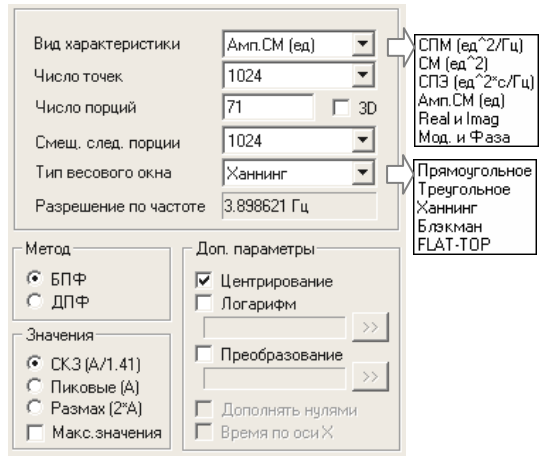 Вид характеристики
Амп.СМ (ед)
Число точек
1024
Число порций
71
3D
Смещ. след. порции
1024
Тип весового окна
Ханнинг
Разрешение по частоте
3.898621 Гц
СПМ (ед^2/Гц)
СМ (ед^2)
СПЭ (ед^2*с/Гц)
Амп.СМ (ед)
Real и Imag
Мод. и Фаза
Прямоугольное
Треугольное
Ханнинг
Блэкман
FLAT-TOP
Метод
БПФ
ДПФ
Значения
СКЗ (А/1.41)
Пиковые (А)
Размах (2*А)
Макс.значения
Доп. параметры
Центрирование
Логарифм
>>
Преобразование
>>
Дополнять нулями
Время по оси X